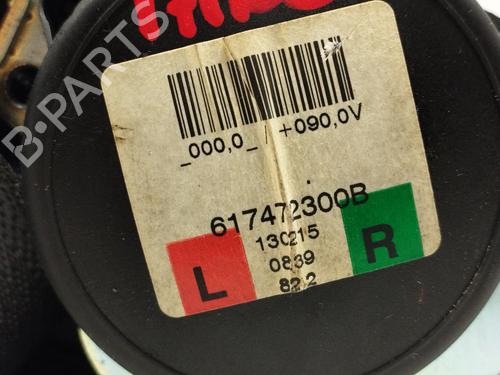 B-PARTS
_000,0_ / +090,0V
617472300B
130215
0839
82,2
L
R